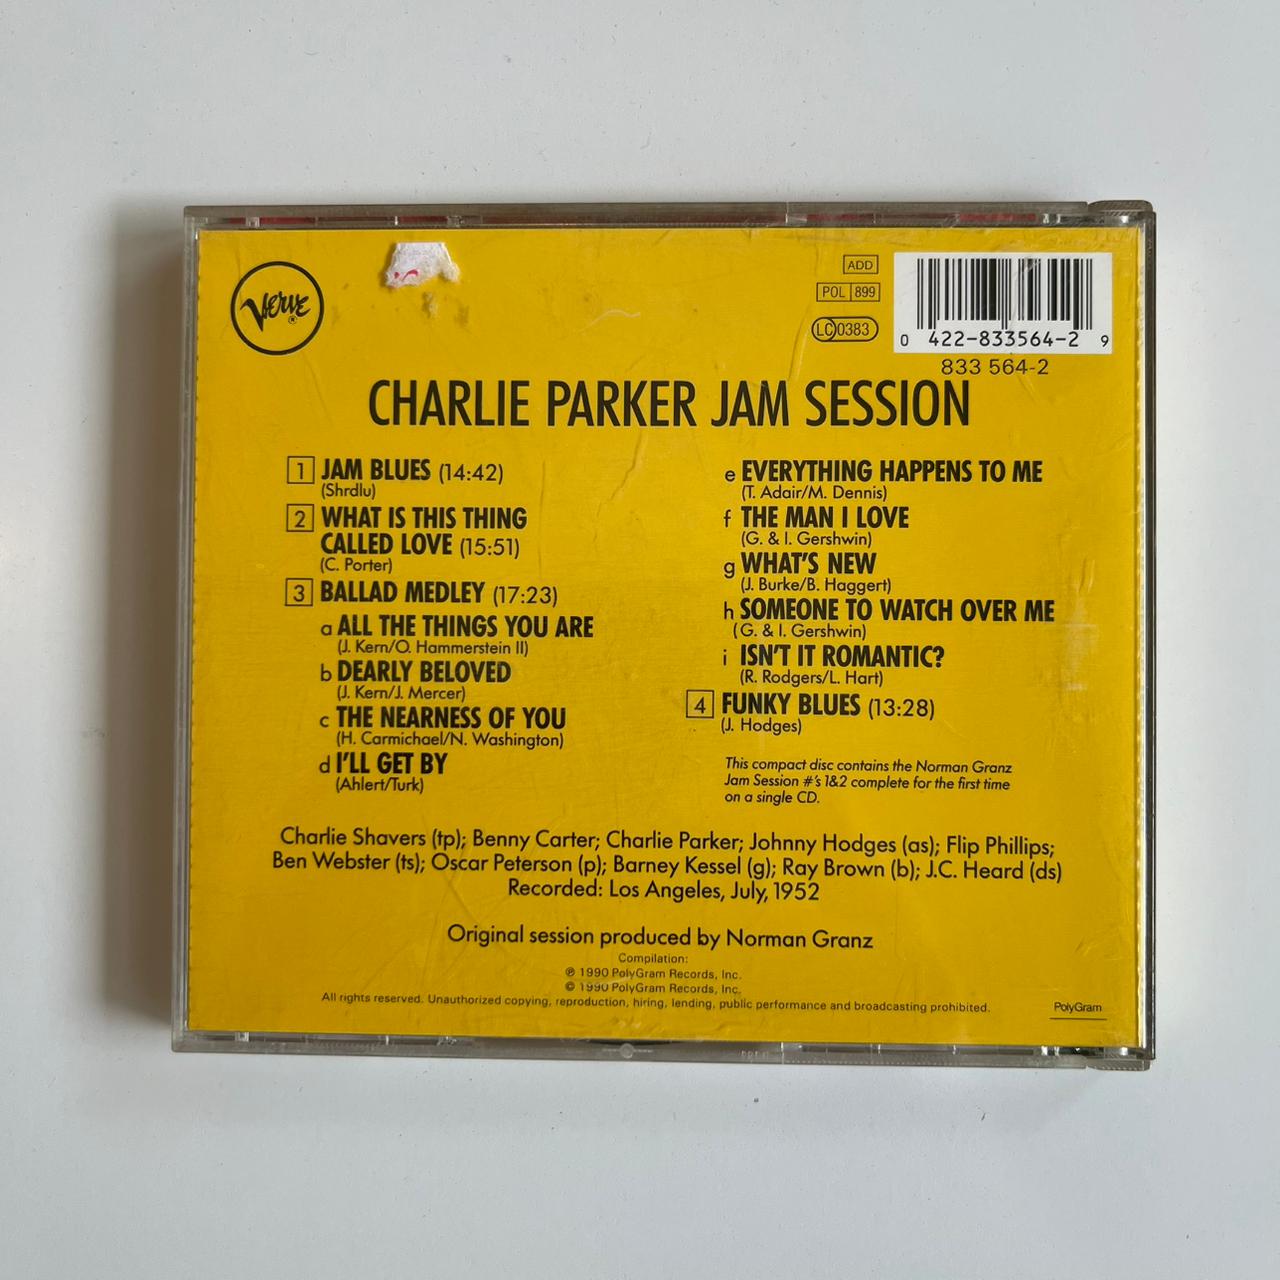 Verve
®
ADD
POL 899
LC 0383
0 422-833564-2 9
833 564-2
CHARLIE PARKER JAM SESSION
1 JAM BLUES (14:42)
(Shrdlu)
2 WHAT IS THIS THING
CALLED LOVE (15:51)
(C. Porter)
3 BALLAD MEDLEY (17:23)
a ALL THE THINGS YOU ARE
(J. Kern/O. Hammerstein II)
b DEARLY BELOVED
(J. Kern/J. Mercer)
c THE NEARNESS OF YOU
(H. Carmichael/N. Washington)
d I'LL GET BY
(Ahlert/Turk)
e EVERYTHING HAPPENS TO ME
(T. Adair/M. Dennis)
f THE MAN I LOVE
(G. & I. Gershwin)
g WHAT'S NEW
(J. Burke/B. Haggert)
h SOMEONE TO WATCH OVER ME
(G. & I. Gershwin)
i ISN'T IT ROMANTIC?
(R. Rodgers/L. Hart)
4 FUNKY BLUES (13:28)
(J. Hodges)
This compact disc contains the Norman Granz
Jam Session #'s 1&2 complete for the first time
on a single CD.
Charlie Shavers (tp); Benny Carter; Charlie Parker; Johnny Hodges (as); Flip Phillips;
Ben Webster (ts); Oscar Peterson (p); Barney Kessel (g); Ray Brown (b); J.C. Heard (ds)
Recorded: Los Angeles, July, 1952
Original session produced by Norman Granz
Compilation:
℗ 1990 PolyGram Records, Inc.
© 1990 PolyGram Records, Inc.
All rights reserved. Unauthorized copying, reproduction, hiring, lending, public performance and broadcasting prohibited.
PolyGram